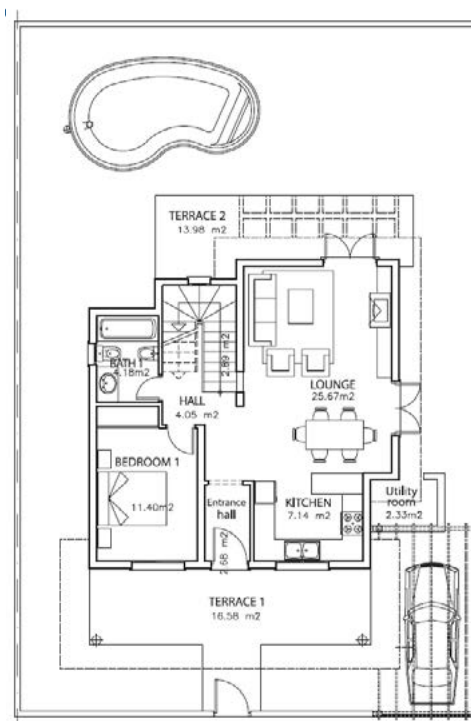 TERRACE 2
13.98 m2
BATH 1
4.18m2
2.89 m2
HALL
4.05 m2
LOUNGE
25.67m2
BEDROOM 1
11.40m2
Entrance
hall
2.68 m2
KITCHEN
7.14 m2
Utility
room
2.33m2
TERRACE 1
16.58 m2